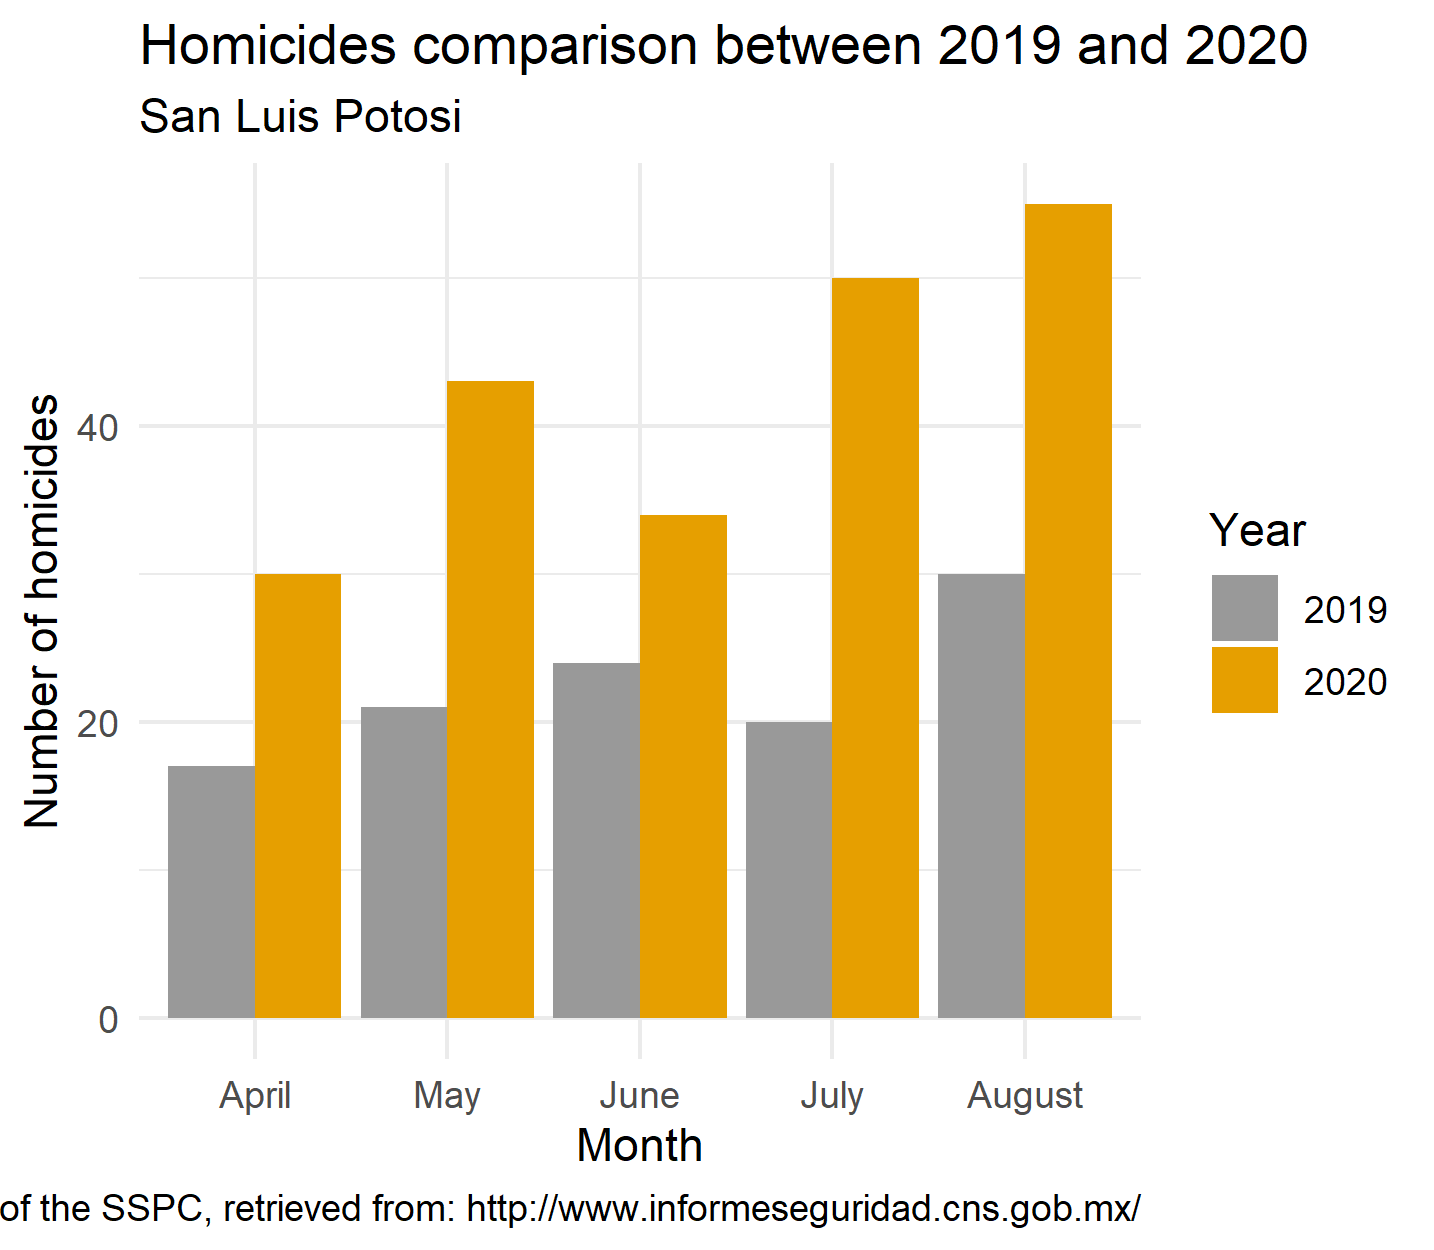 Homicides comparison between 2019 and 2020
San Luis Potosi
Number of homicides
40
20
0
April May June July August
Month
Year
2019
2020
of the SSPC, retrieved from: http://www.informeseguridad.cns.gob.mx/